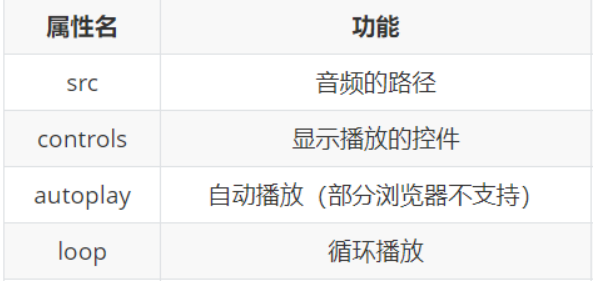 属性名 功能
src 音频的路径
controls 显示播放的控件
autoplay 自动播放（部分浏览器不支持）
loop 循环播放